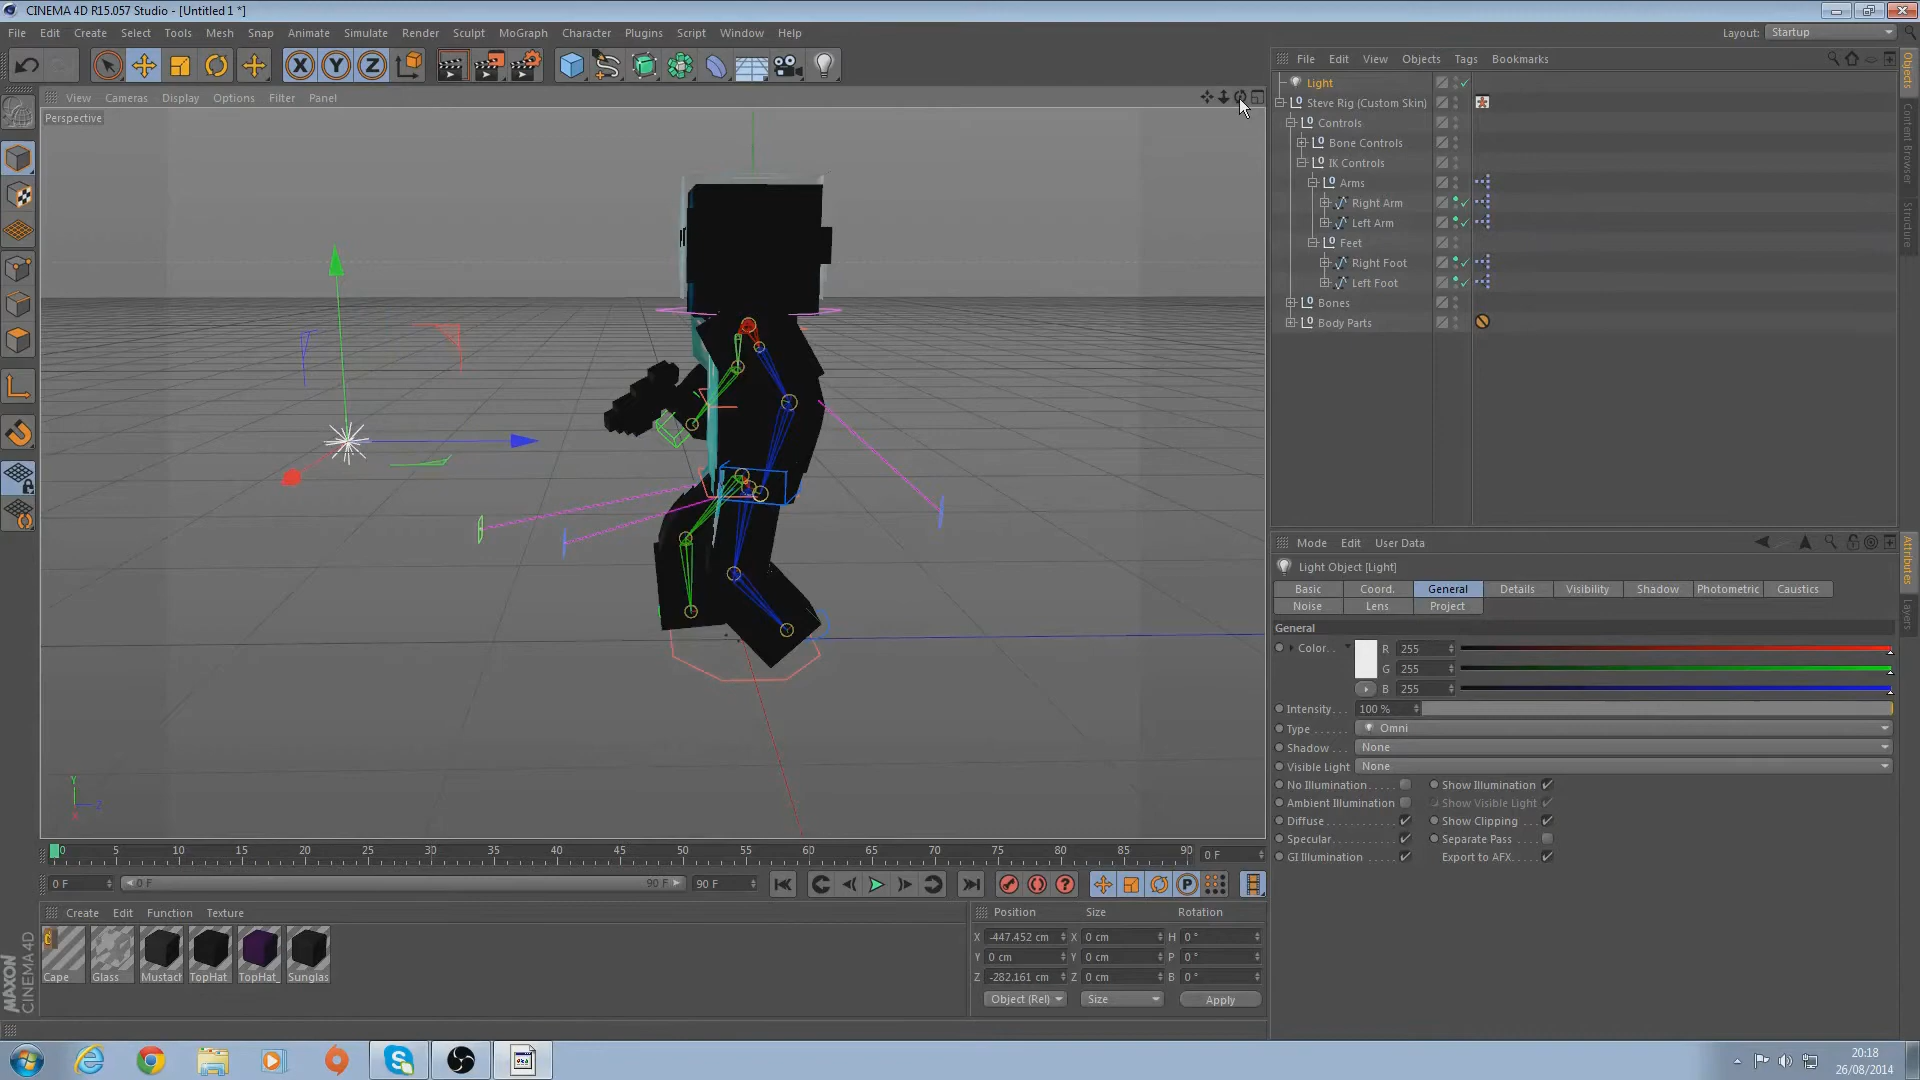 CINEMA 4D R15.057 Studio - [Untitled 1 *]
File Edit Create Select Tools Mesh Snap Animate Simulate Render Sculpt MoGraph Character Plugins Script Window Help
Layout: Startup
X Y Z
View Cameras Display Options Filter Panel
Perspective
File Edit View Objects Tags Bookmarks
Light
Steve Rig (Custom Skin)
Controls
Bone Controls
IK Controls
Arms
Right Arm
Left Arm
Feet
Right Foot
Left Foot
Bones
Body Parts
Objects
Content Browser
Structure
Mode Edit User Data
Light Object [Light]
Basic Coord. General Details Visibility Shadow Photometric Caustics
Noise Lens Project
General
Color. . R 255
G 255
B 255
Intensity. . . 100 %
Type . . . . . . Omni
Shadow . . . None
Visible Light None
No Illumination. . . . . Show Illumination
Ambient Illumination Show Visible Light
Diffuse. . . . . . . . . . . . . Show Clipping . . .
Specular. . . . . . . . . . . . Separate Pass . . .
GI Illumination . . . . . Export to AFX. . . . .
Attributes
Layers
Y
Z
X
0 5 10 15 20 25 30 35 40 45 50 55 60 65 70 75 80 85 90 0 F
0 F 0 F 90 F 90 F
P
Create Edit Function Texture
Cape Glass Mustach TopHat TopHat_ Sunglas
Position Size Rotation
X -447.452 cm X 0 cm H 0 °
Y 0 cm Y 0 cm P 0 °
Z -282.161 cm Z 0 cm B 0 °
Object (Rel) Size Apply
MAXON
CINEMA 4D
20:18
26/08/2014